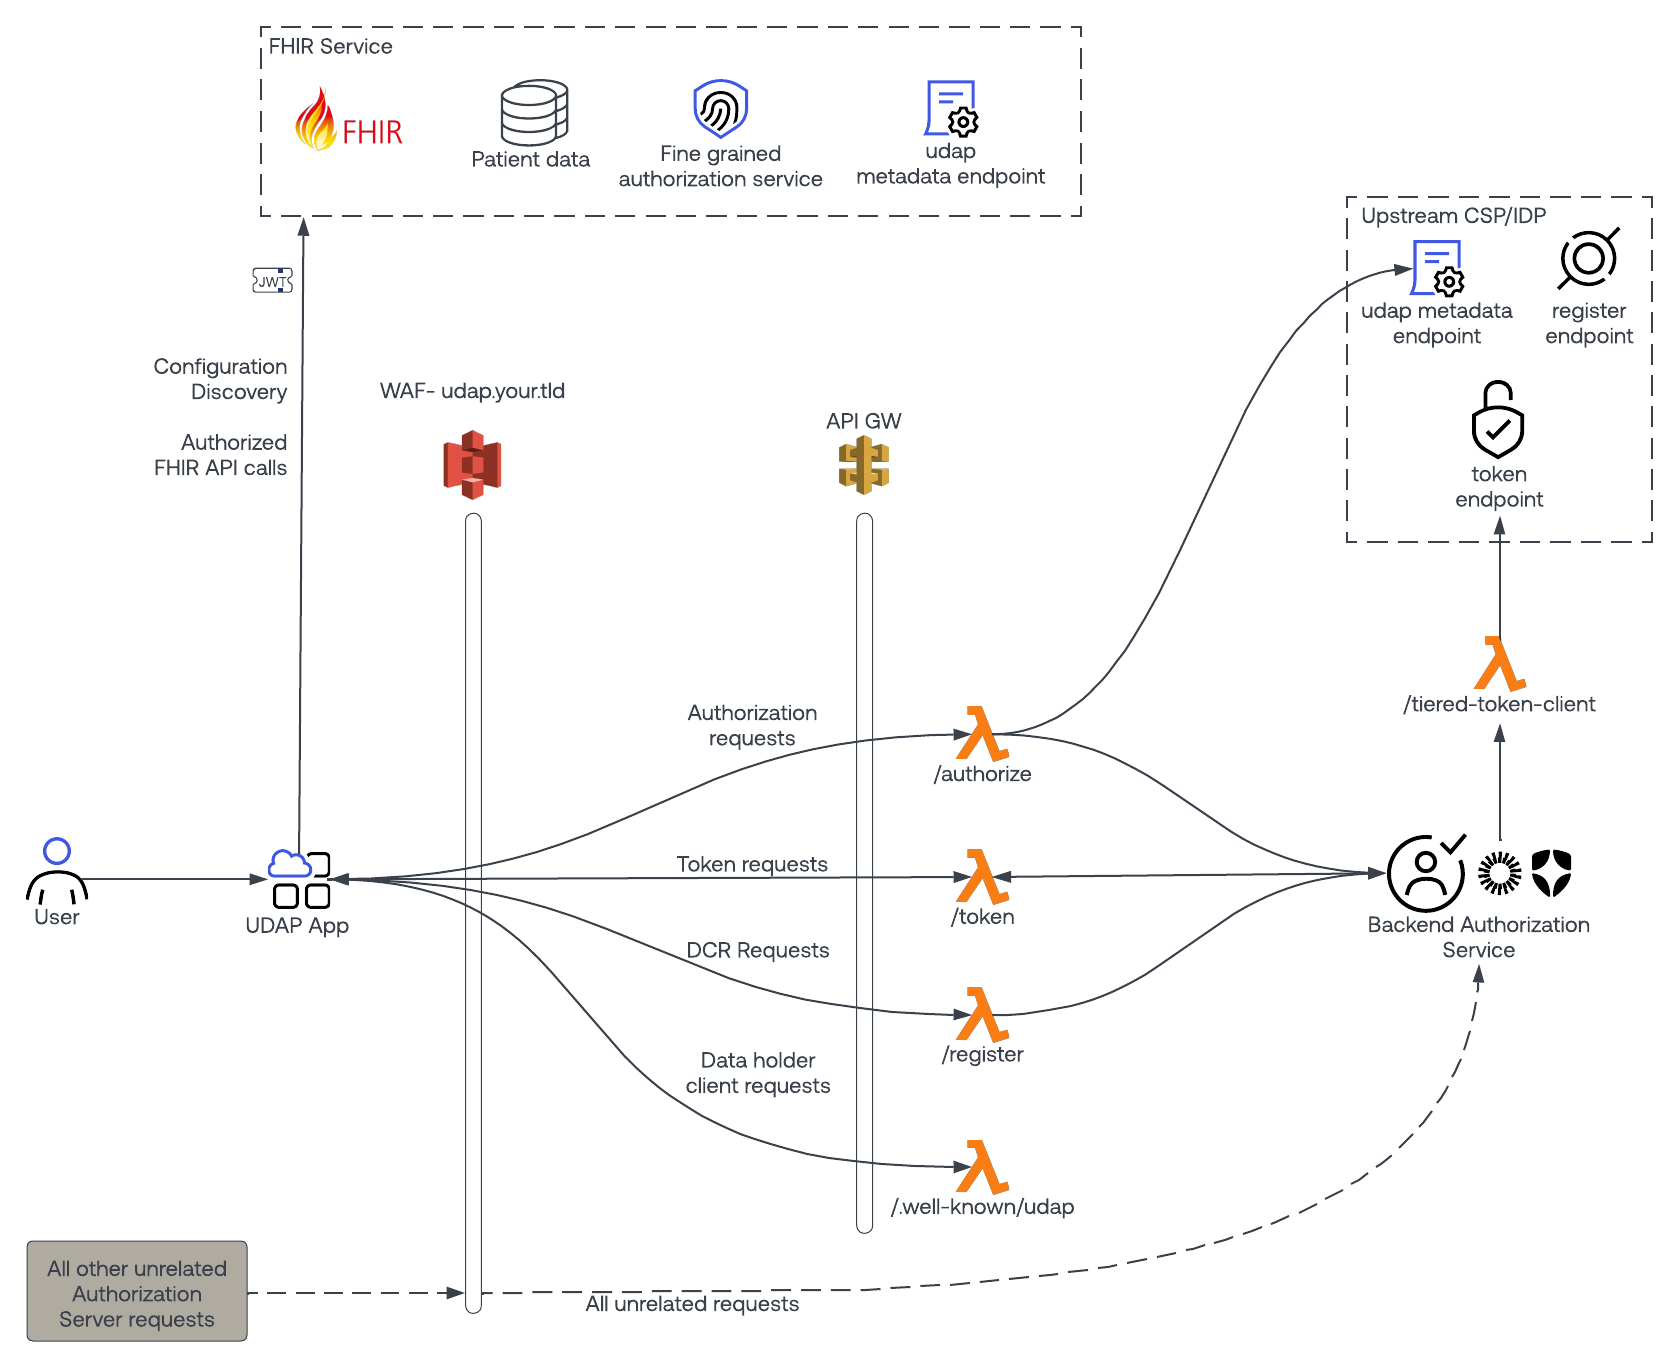 FHIR Service
FHIR
Patient data
Fine grained
authorization service
udap
metadata endpoint
Upstream CSP/IDP
udap metadata
endpoint
register
endpoint
token
endpoint
JWT
Configuration
Discovery
Authorized
FHIR API calls
WAF- udap.your.tld
API GW
/tiered-token-client
Authorization
requests
/authorize
Token requests
/token
User
UDAP App
Backend Authorization
Service
DCR Requests
/register
Data holder
client requests
/.well-known/udap
All other unrelated
Authorization
Server requests
All unrelated requests